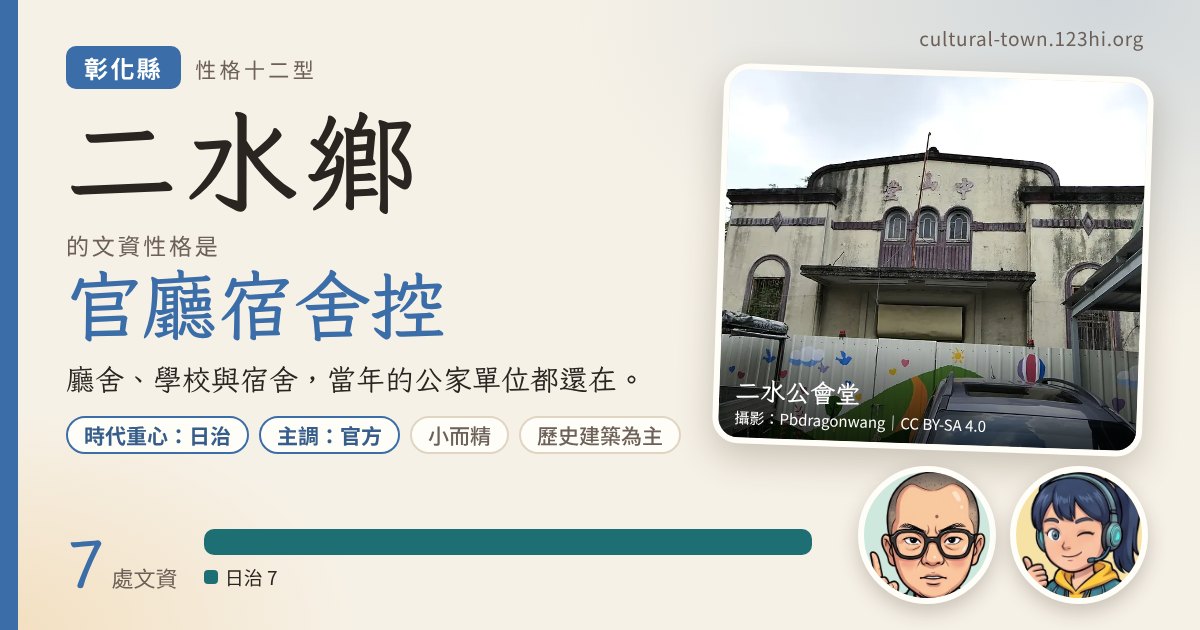 cultural-town.123hi.org
彰化縣 性格十二型
二水鄉
的文資性格是
官廳宿舍控
廳舍、學校與宿舍，當年的公家單位都還在。
時代重心：日治 主調：官方 小而精 歷史建築為主
堂山中
二水公會堂
攝影：Pbdragonwang｜CC BY-SA 4.0
7 處文資
日治 7